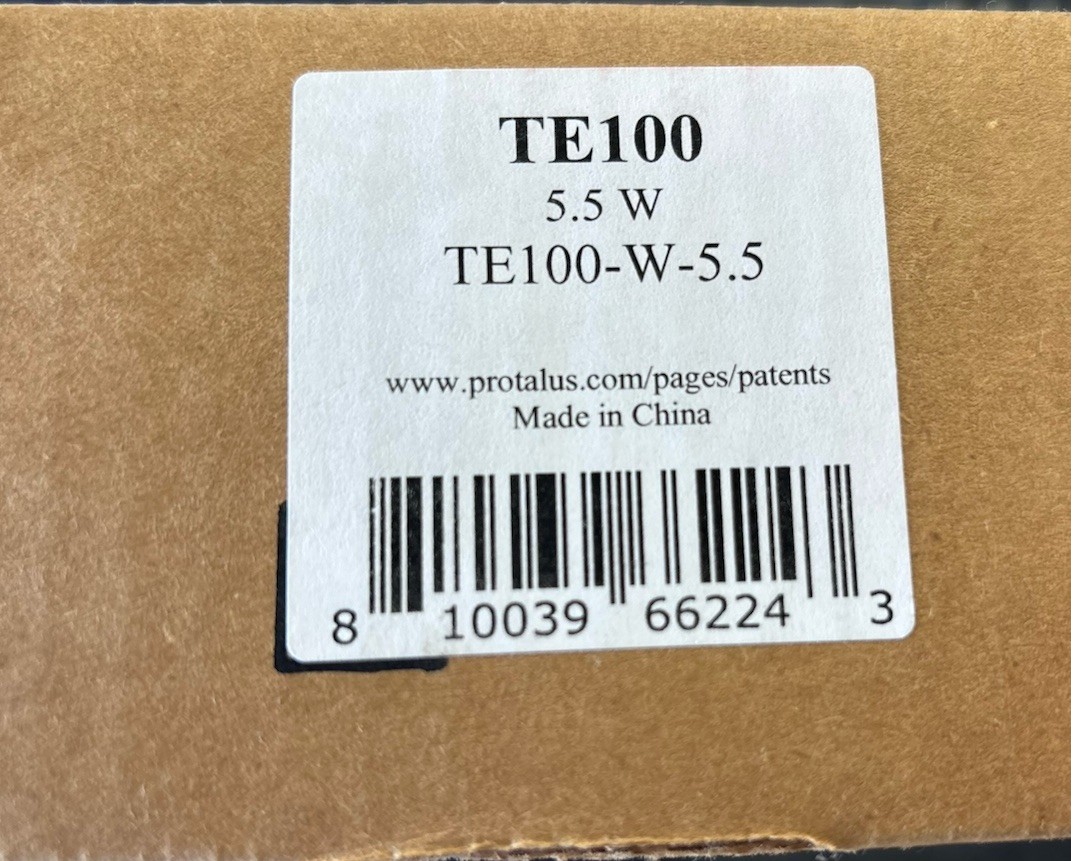 TE100
5.5 W
TE100-W-5.5
www.protalus.com/pages/patents
Made in China
8 10039 66224 3